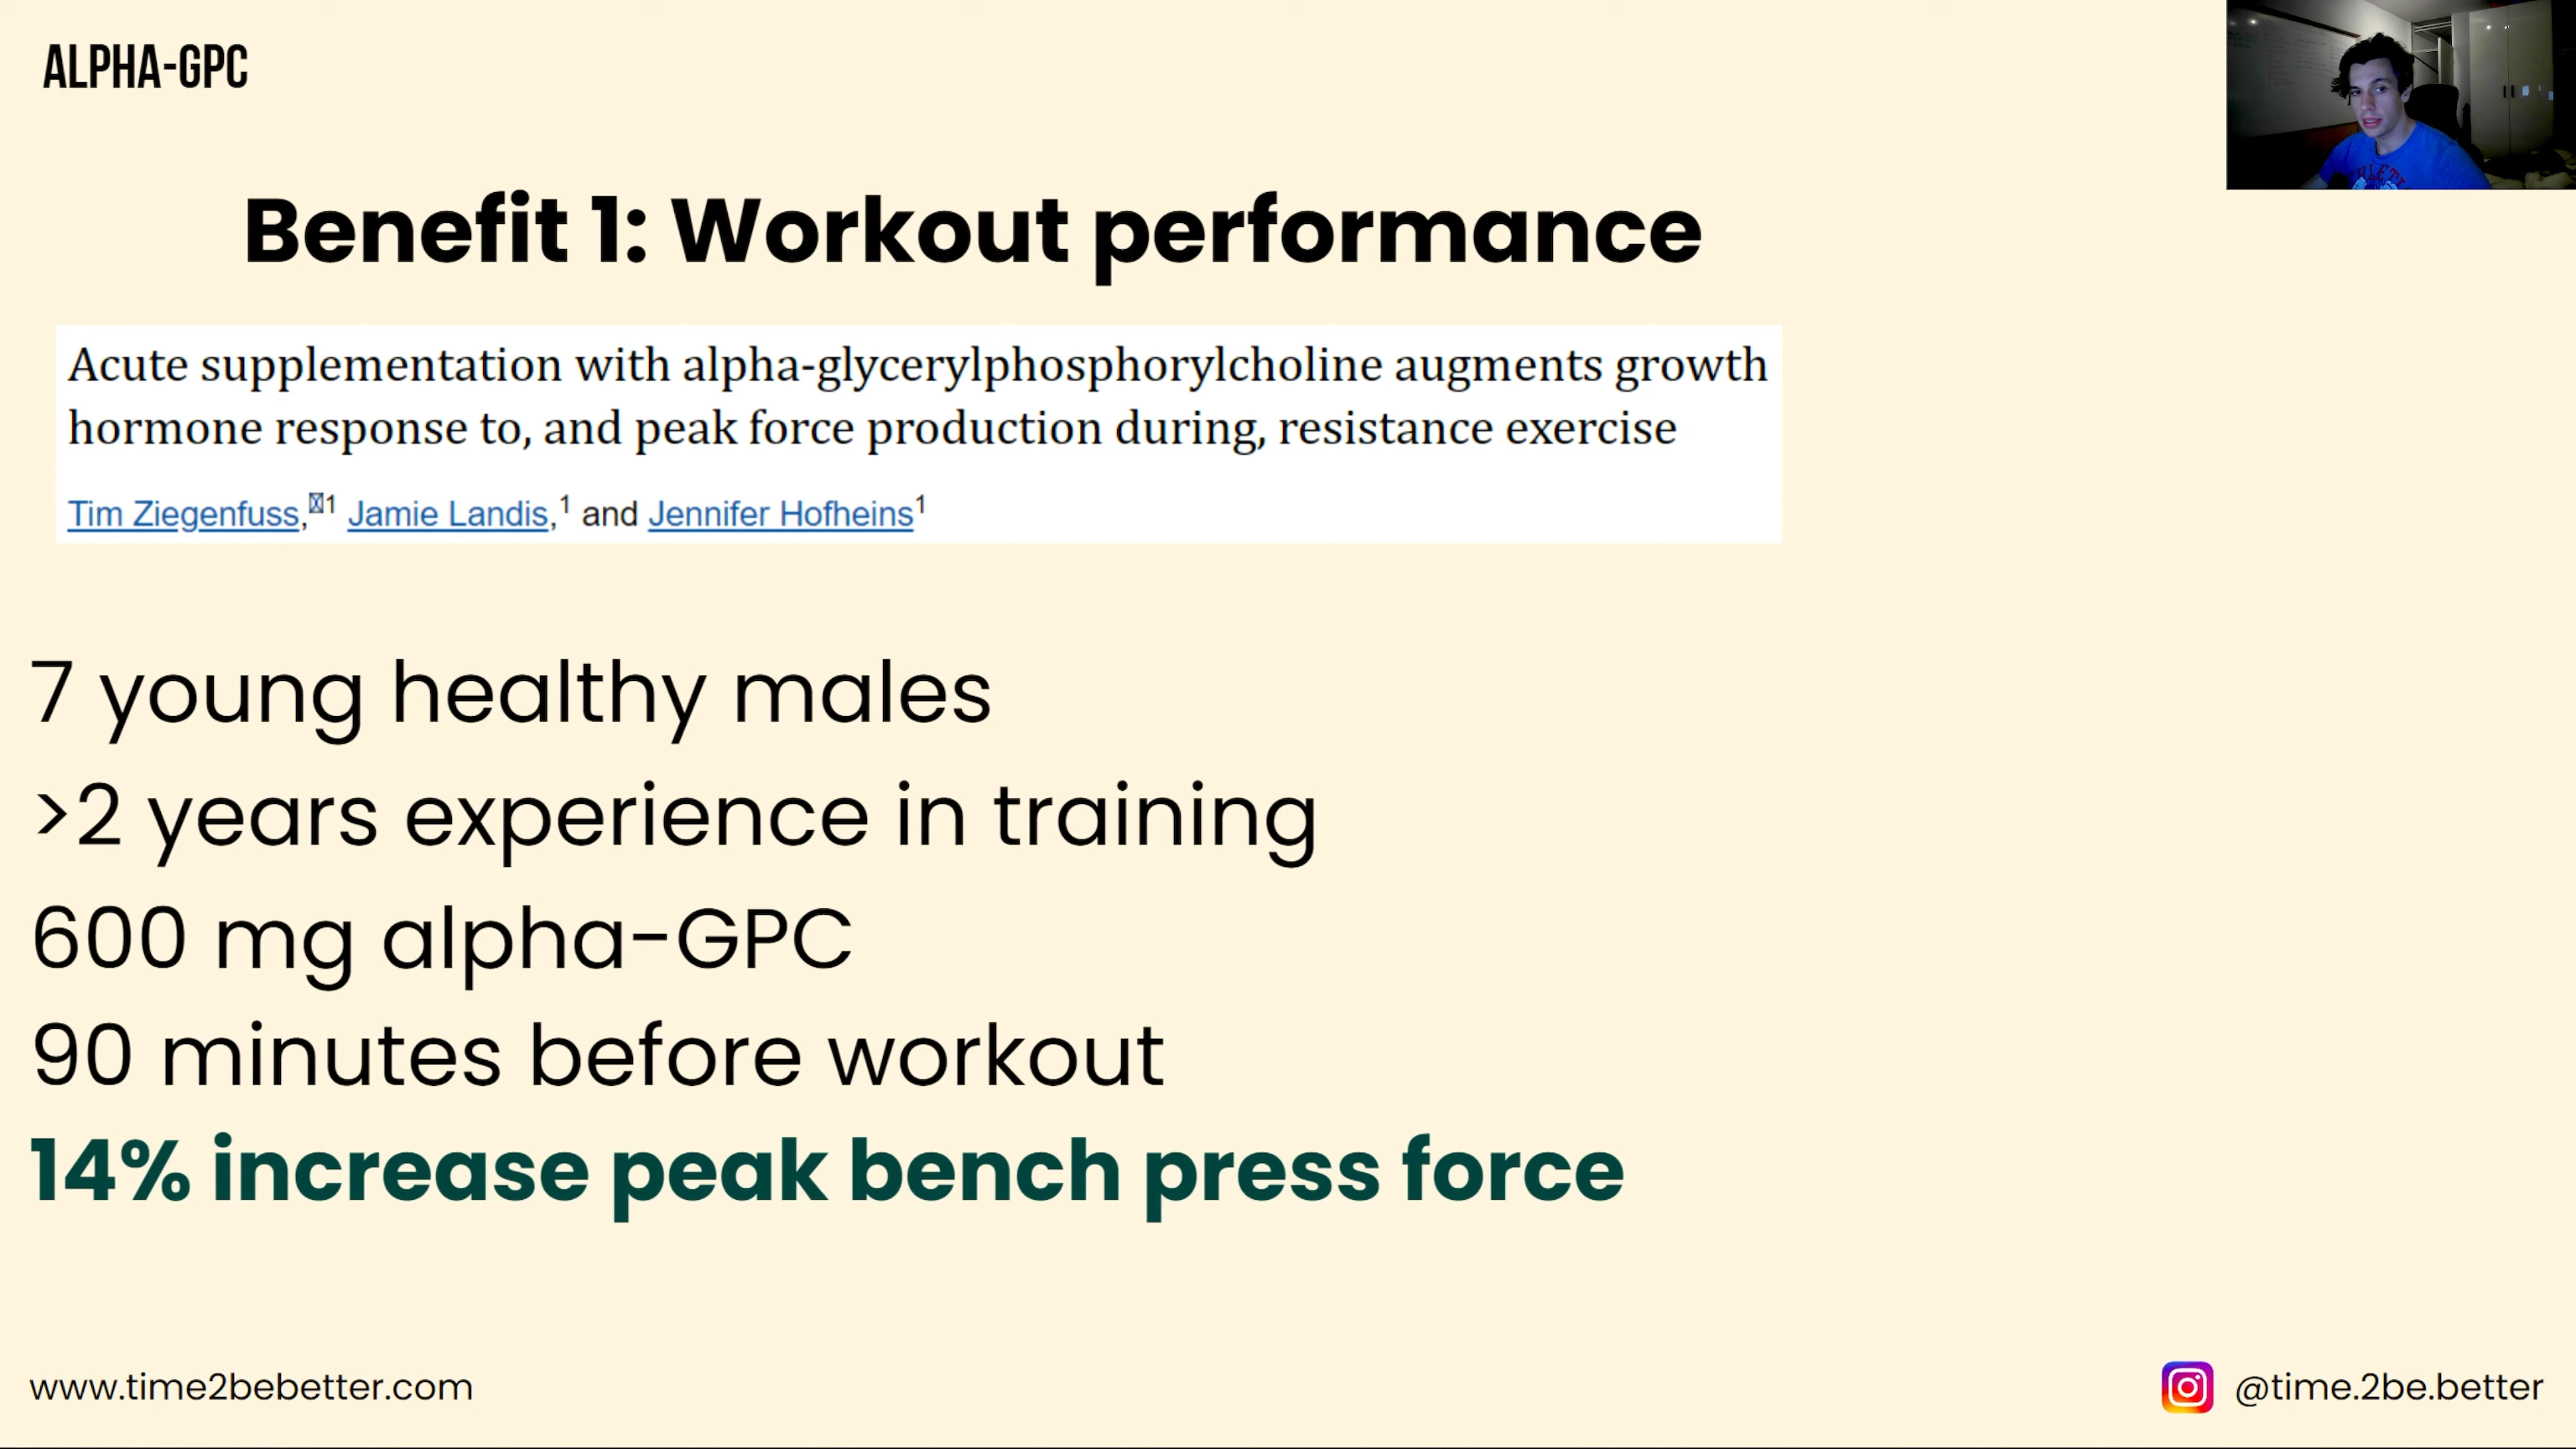 ALPHA-GPC
Benefit 1: Workout performance
Acute supplementation with alpha-glycerylphosphorylcholine augments growth
hormone response to, and peak force production during, resistance exercise
Tim Ziegenfuss,1 Jamie Landis,1 and Jennifer Hofheins1
7 young healthy males
>2 years experience in training
600 mg alpha-GPC
90 minutes before workout
14% increase peak bench press force
www.time2bebetter.com
@time.2be.better